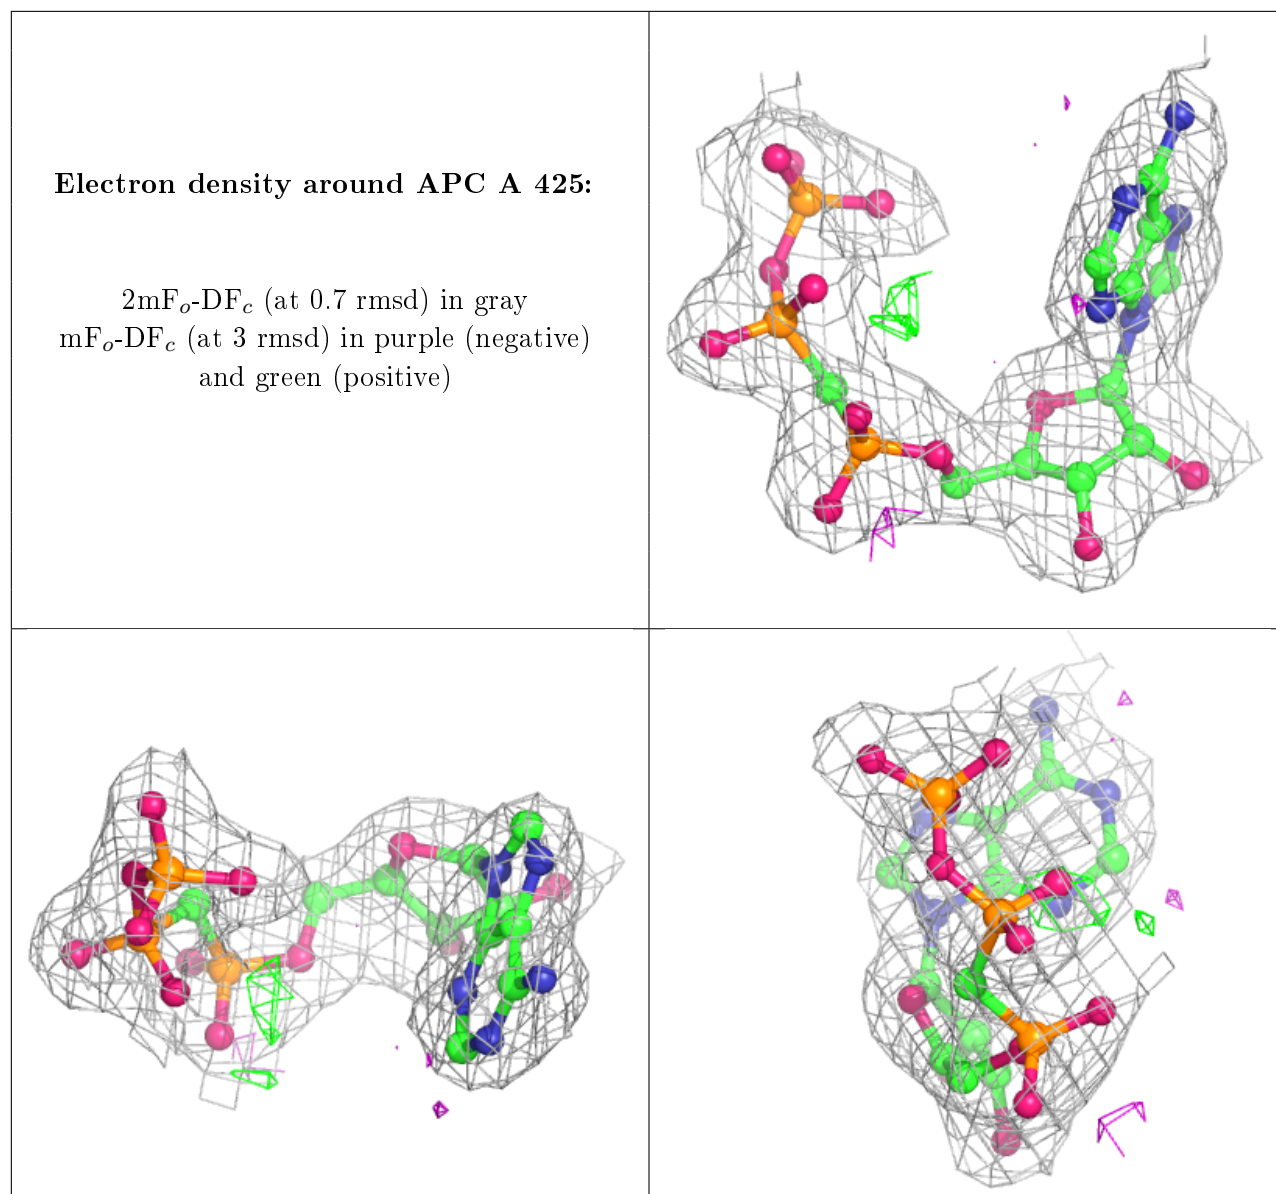 Electron density around APC A 425:
2mFₒ-DF𝑐 (at 0.7 rmsd) in gray
mFₒ-DF𝑐 (at 3 rmsd) in purple (negative)
and green (positive)